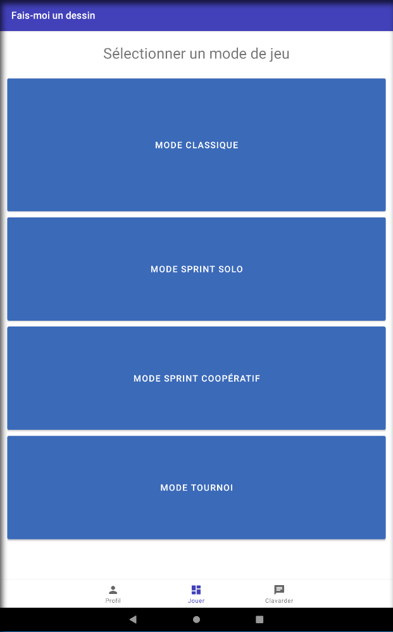 Fais-moi un dessin
Sélectionner un mode de jeu
MODE CLASSIQUE
MODE SPRINT SOLO
MODE SPRINT COOPÉRATIF
MODE TOURNOI
Profil
Jouer
Clavarder